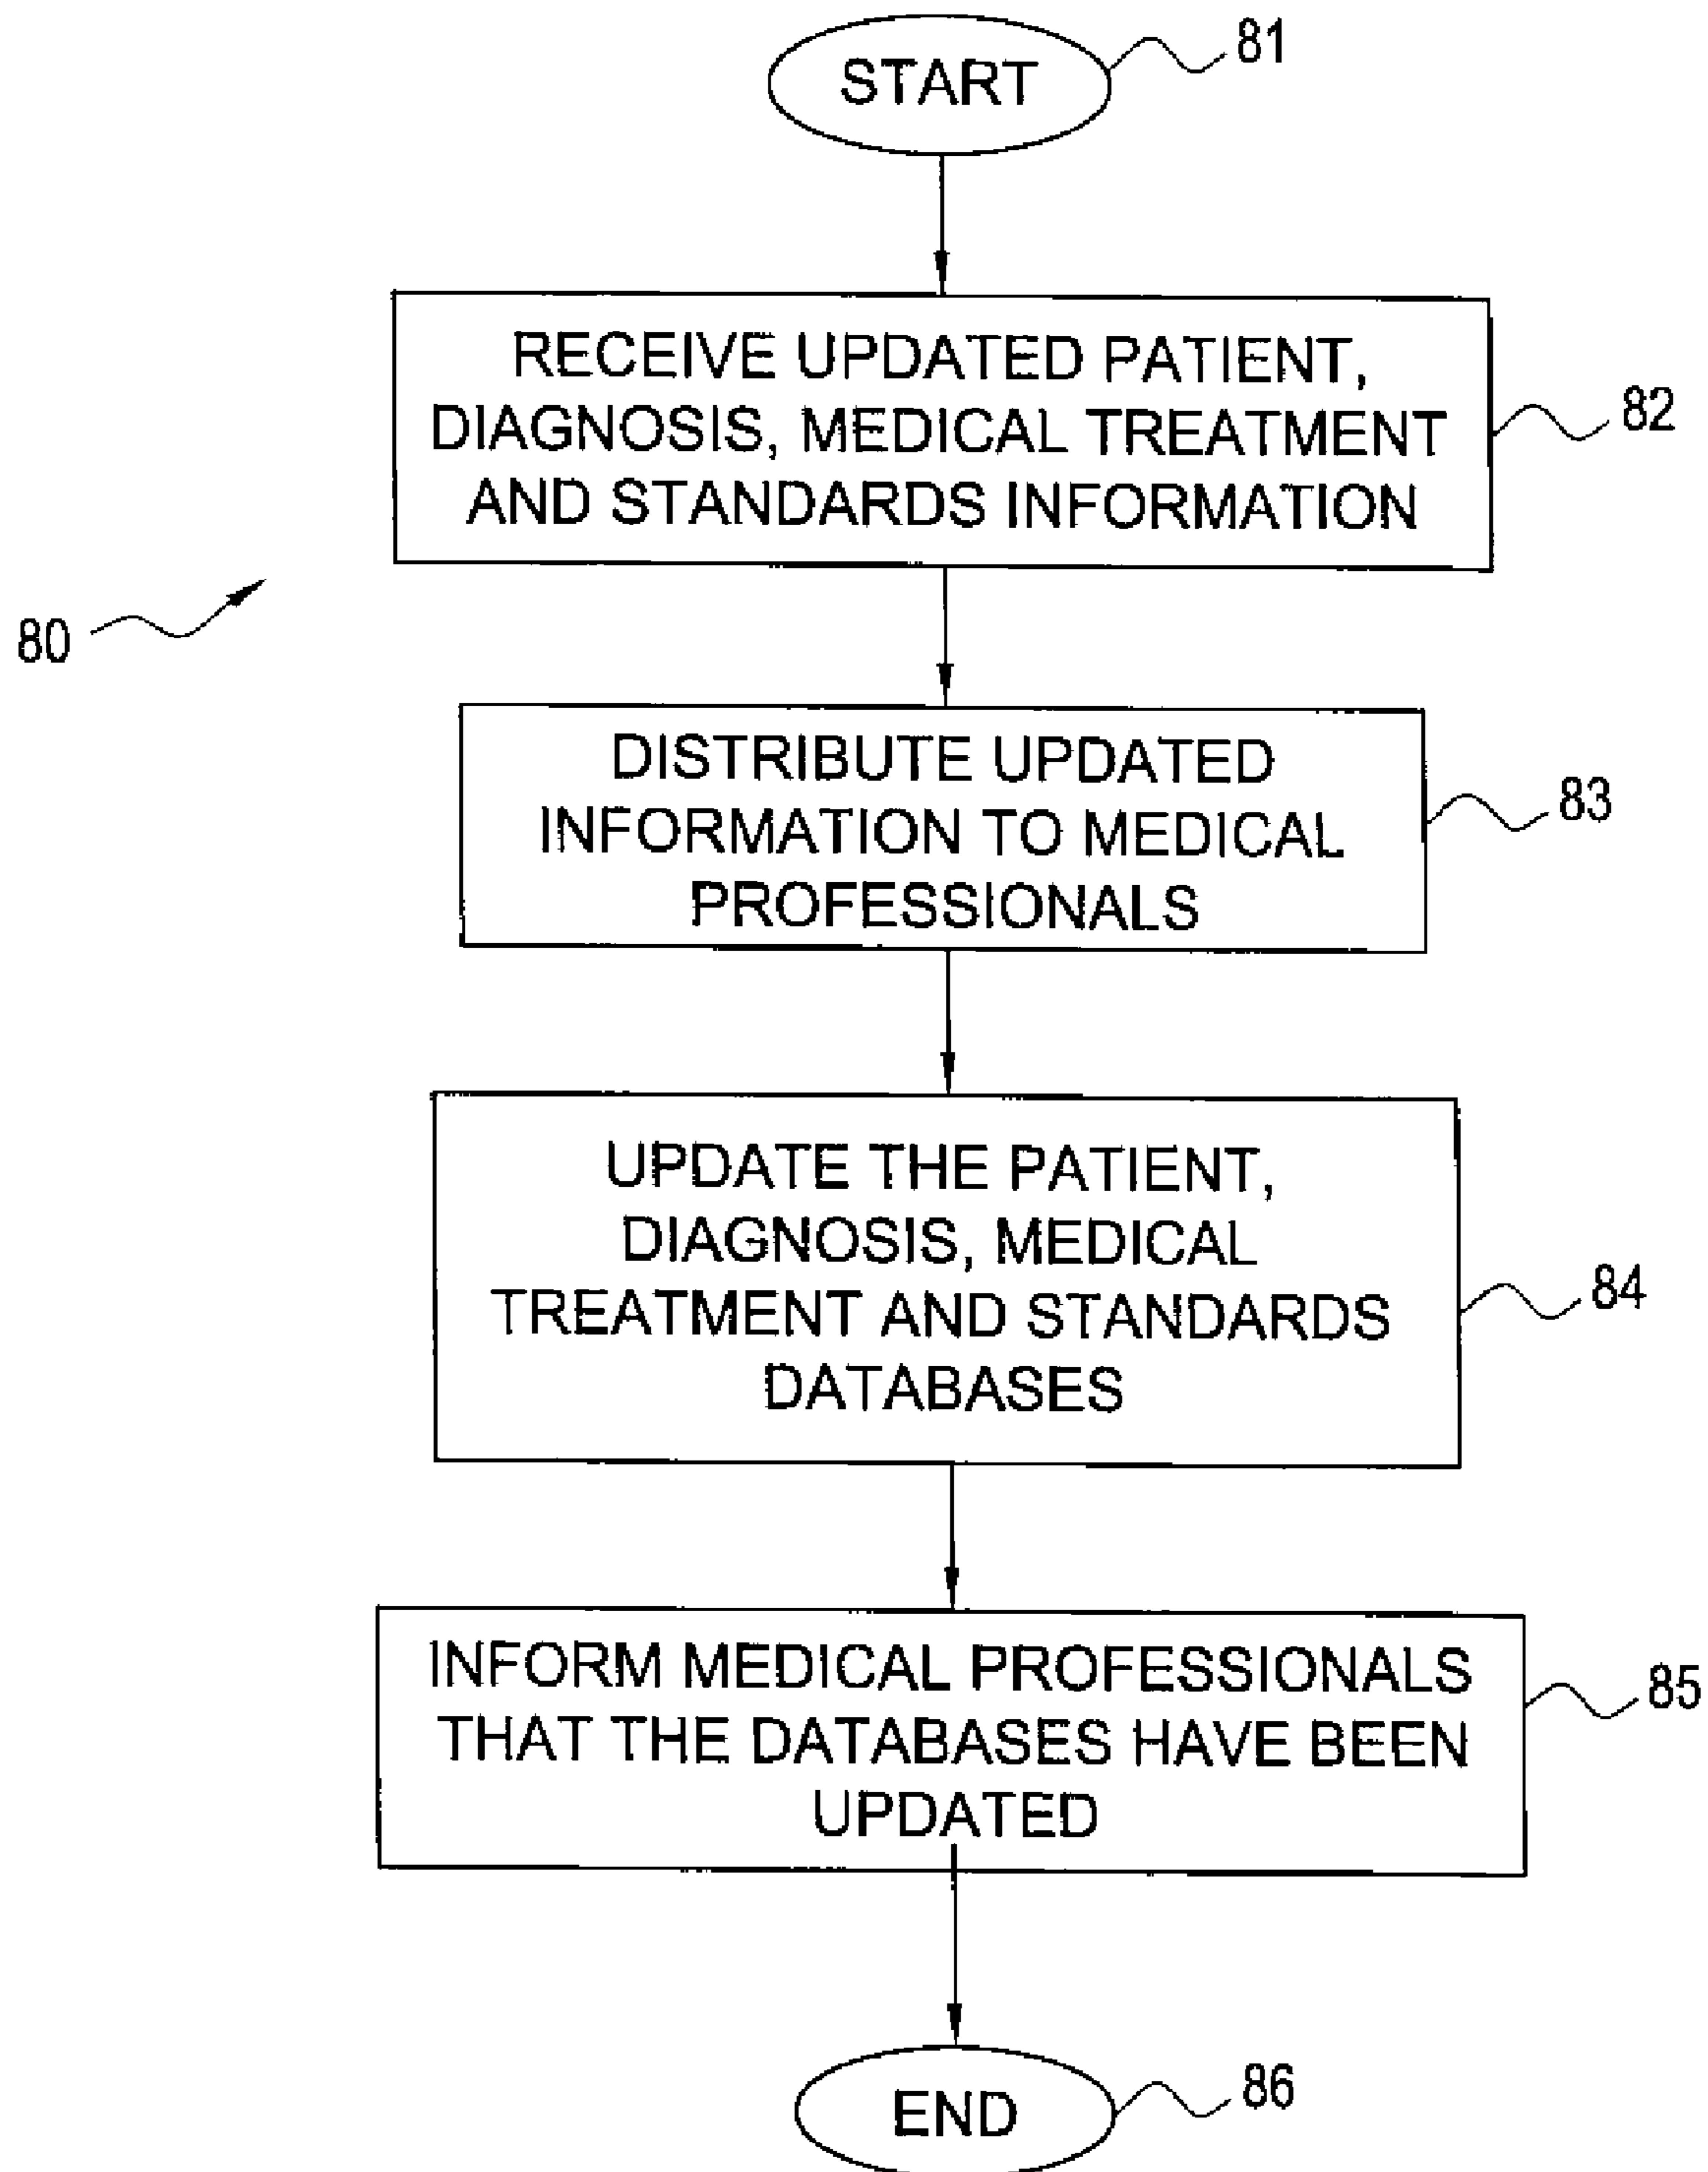 START
81
RECEIVE UPDATED PATIENT,
DIAGNOSIS, MEDICAL TREATMENT
AND STANDARDS INFORMATION
82
80
DISTRIBUTE UPDATED
INFORMATION TO MEDICAL
PROFESSIONALS
83
UPDATE THE PATIENT,
DIAGNOSIS, MEDICAL
TREATMENT AND STANDARDS
DATABASES
84
INFORM MEDICAL PROFESSIONALS
THAT THE DATABASES HAVE BEEN
UPDATED
85
END
86